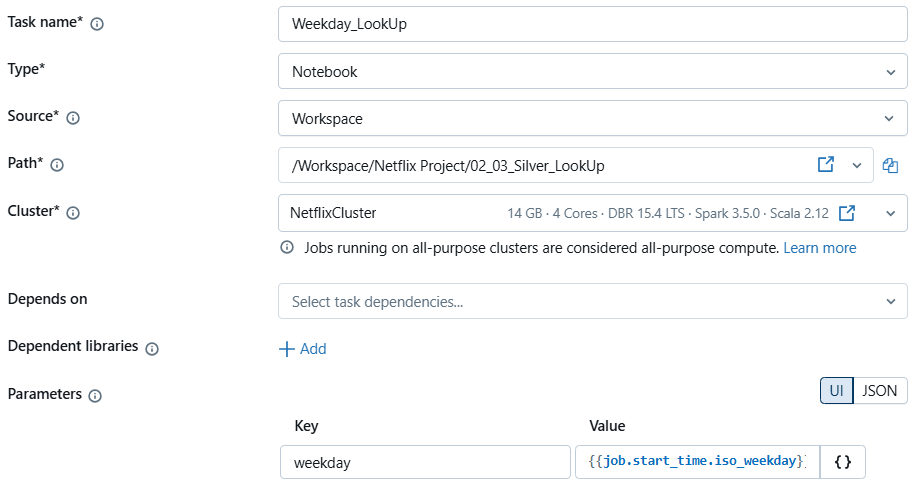 Task name* Weekday_LookUp
Type* Notebook
Source* Workspace
Path* /Workspace/Netflix Project/02_03_Silver_LookUp
Cluster* NetflixCluster 14 GB · 4 Cores · DBR 15.4 LTS · Spark 3.5.0 · Scala 2.12
Jobs running on all-purpose clusters are considered all-purpose compute. Learn more
Depends on Select task dependencies...
Dependent libraries + Add
Parameters UI JSON
Key Value
weekday {{job.start_time.iso_weekday}} {}